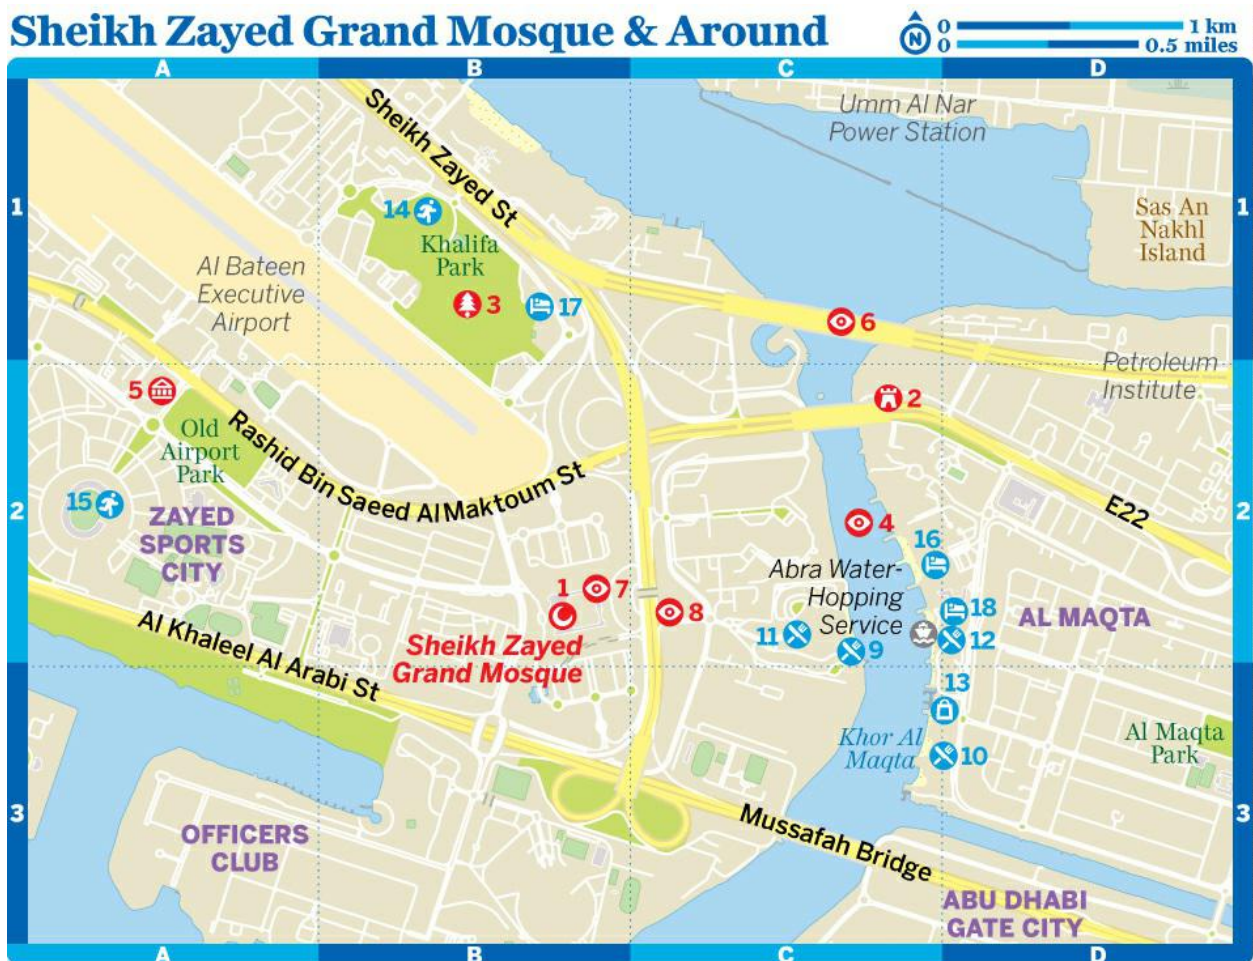 Sheikh Zayed Grand Mosque & Around
N
0
1 km
0
0.5 miles
A
B
C
D
Sheikh Zayed St
Umm Al Nar
Power Station
1
1
14
Khalifa
Park
Sas An
Nakhl
Island
Al Bateen
Executive
Airport
3
17
6
Petroleum
Institute
5
2
Old
Airport
Park
Rashid Bin Saeed Al Maktoum St
E22
15
2
2
ZAYED
SPORTS
CITY
4
16
Abra Water-
Hopping
Service
1
7
8
18
AL MAQTA
11
9
12
Al Khaleel Al Arabi St
Sheikh Zayed
Grand Mosque
13
Khor Al
Maqta
10
Al Maqta
Park
3
3
OFFICERS
CLUB
Mussafah Bridge
ABU DHABI
GATE CITY
A
B
C
D